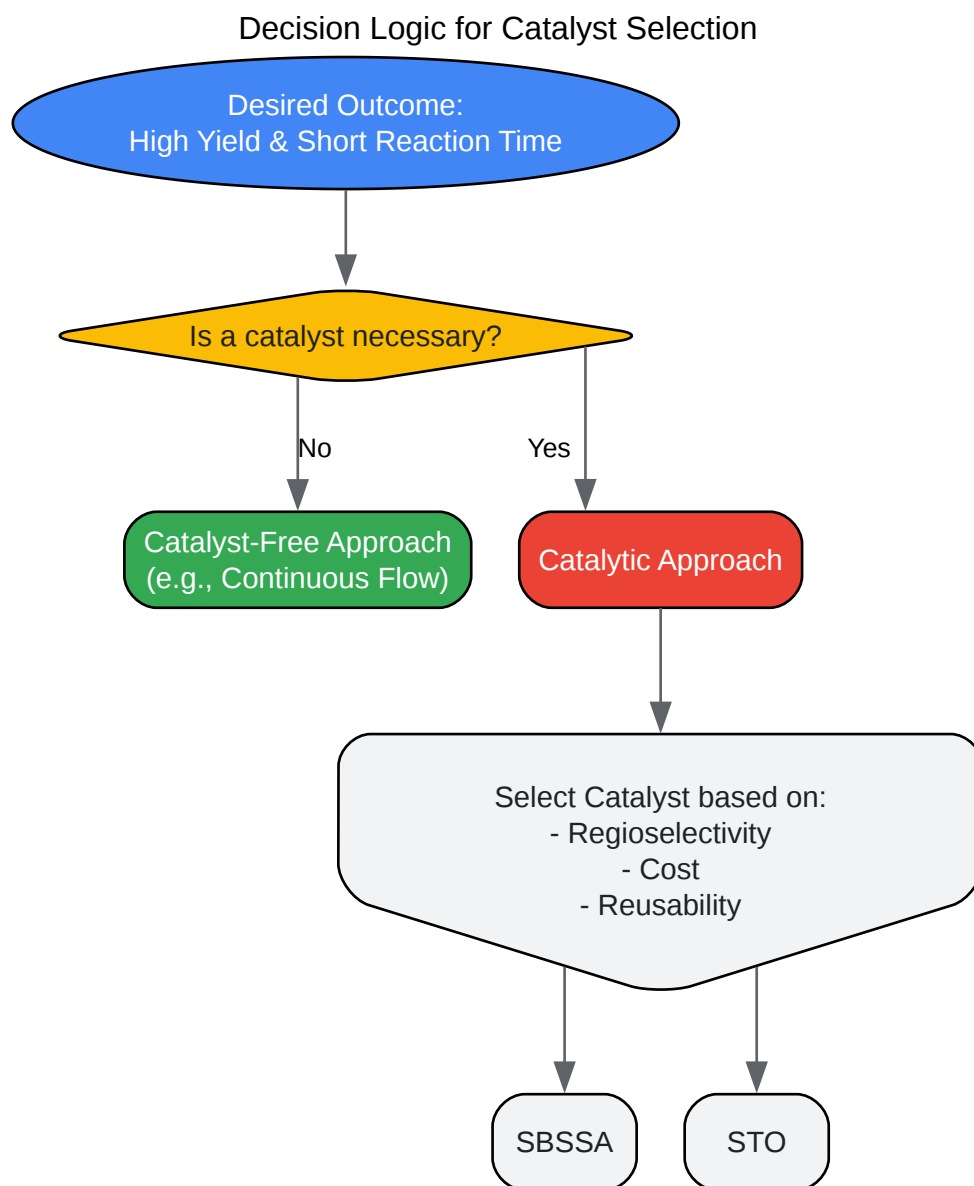 Decision Logic for Catalyst Selection
Desired Outcome:
High Yield & Short Reaction Time
Is a catalyst necessary?
No
Yes
Catalyst-Free Approach
(e.g., Continuous Flow)
Catalytic Approach
Select Catalyst based on:
- Regioselectivity
- Cost
- Reusability
SBSSA
STO